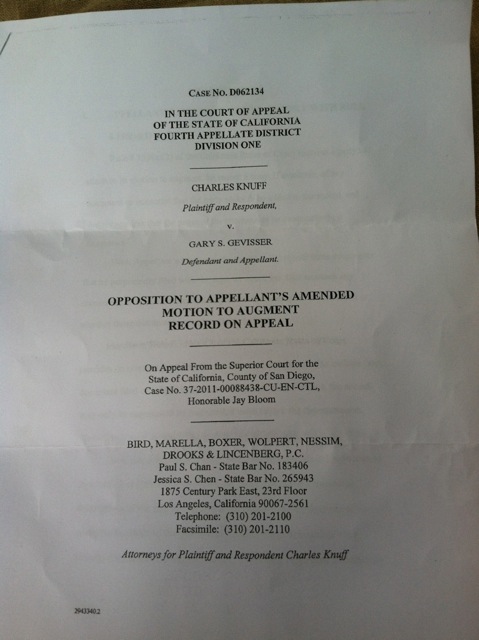 CASE NO. D062134
IN THE COURT OF APPEAL
OF THE STATE OF CALIFORNIA
FOURTH APPELLATE DISTRICT
DIVISION ONE
CHARLES KNUFF
Plaintiff and Respondent,
v.
GARY S. GEVISSER
Defendant and Appellant.
OPPOSITION TO APPELLANT'S AMENDED
MOTION TO AUGMENT
RECORD ON APPEAL
On Appeal From the Superior Court for the
State of California, County of San Diego,
Case No. 37-2011-00088438-CU-EN-CTL,
Honorable Jay Bloom
BIRD, MARELLA, BOXER, WOLPERT, NESSIM,
DROOKS & LINCENBERG, P.C.
Paul S. Chan - State Bar No. 183406
Jessica S. Chen - State Bar No. 265943
1875 Century Park East, 23rd Floor
Los Angeles, California 90067-2561
Telephone: (310) 201-2100
Facsimile: (310) 201-2110
Attorneys for Plaintiff and Respondent Charles Knuff
2943340.2